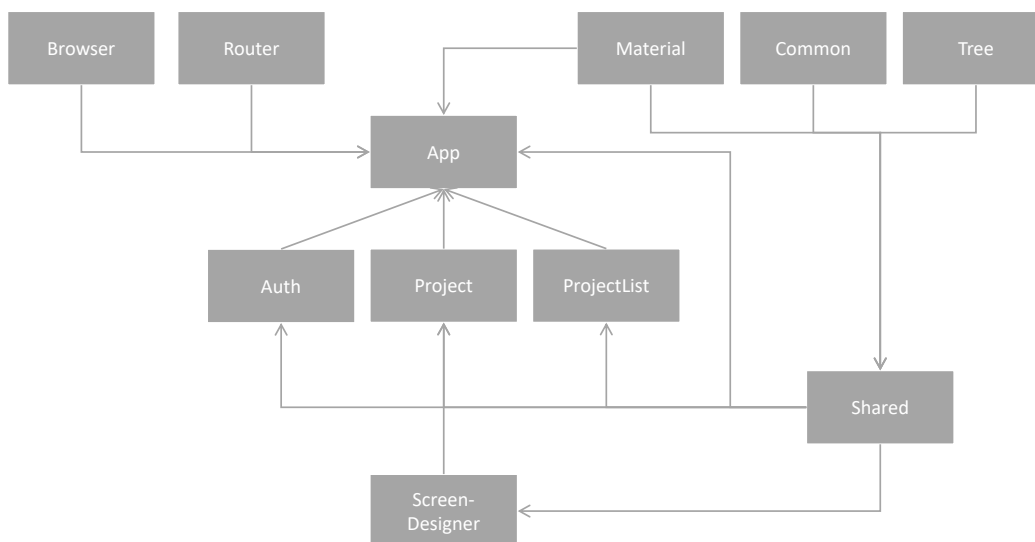 Browser
Router
Material
Common
Tree
App
Auth
Project
ProjectList
Shared
Screen-
Designer